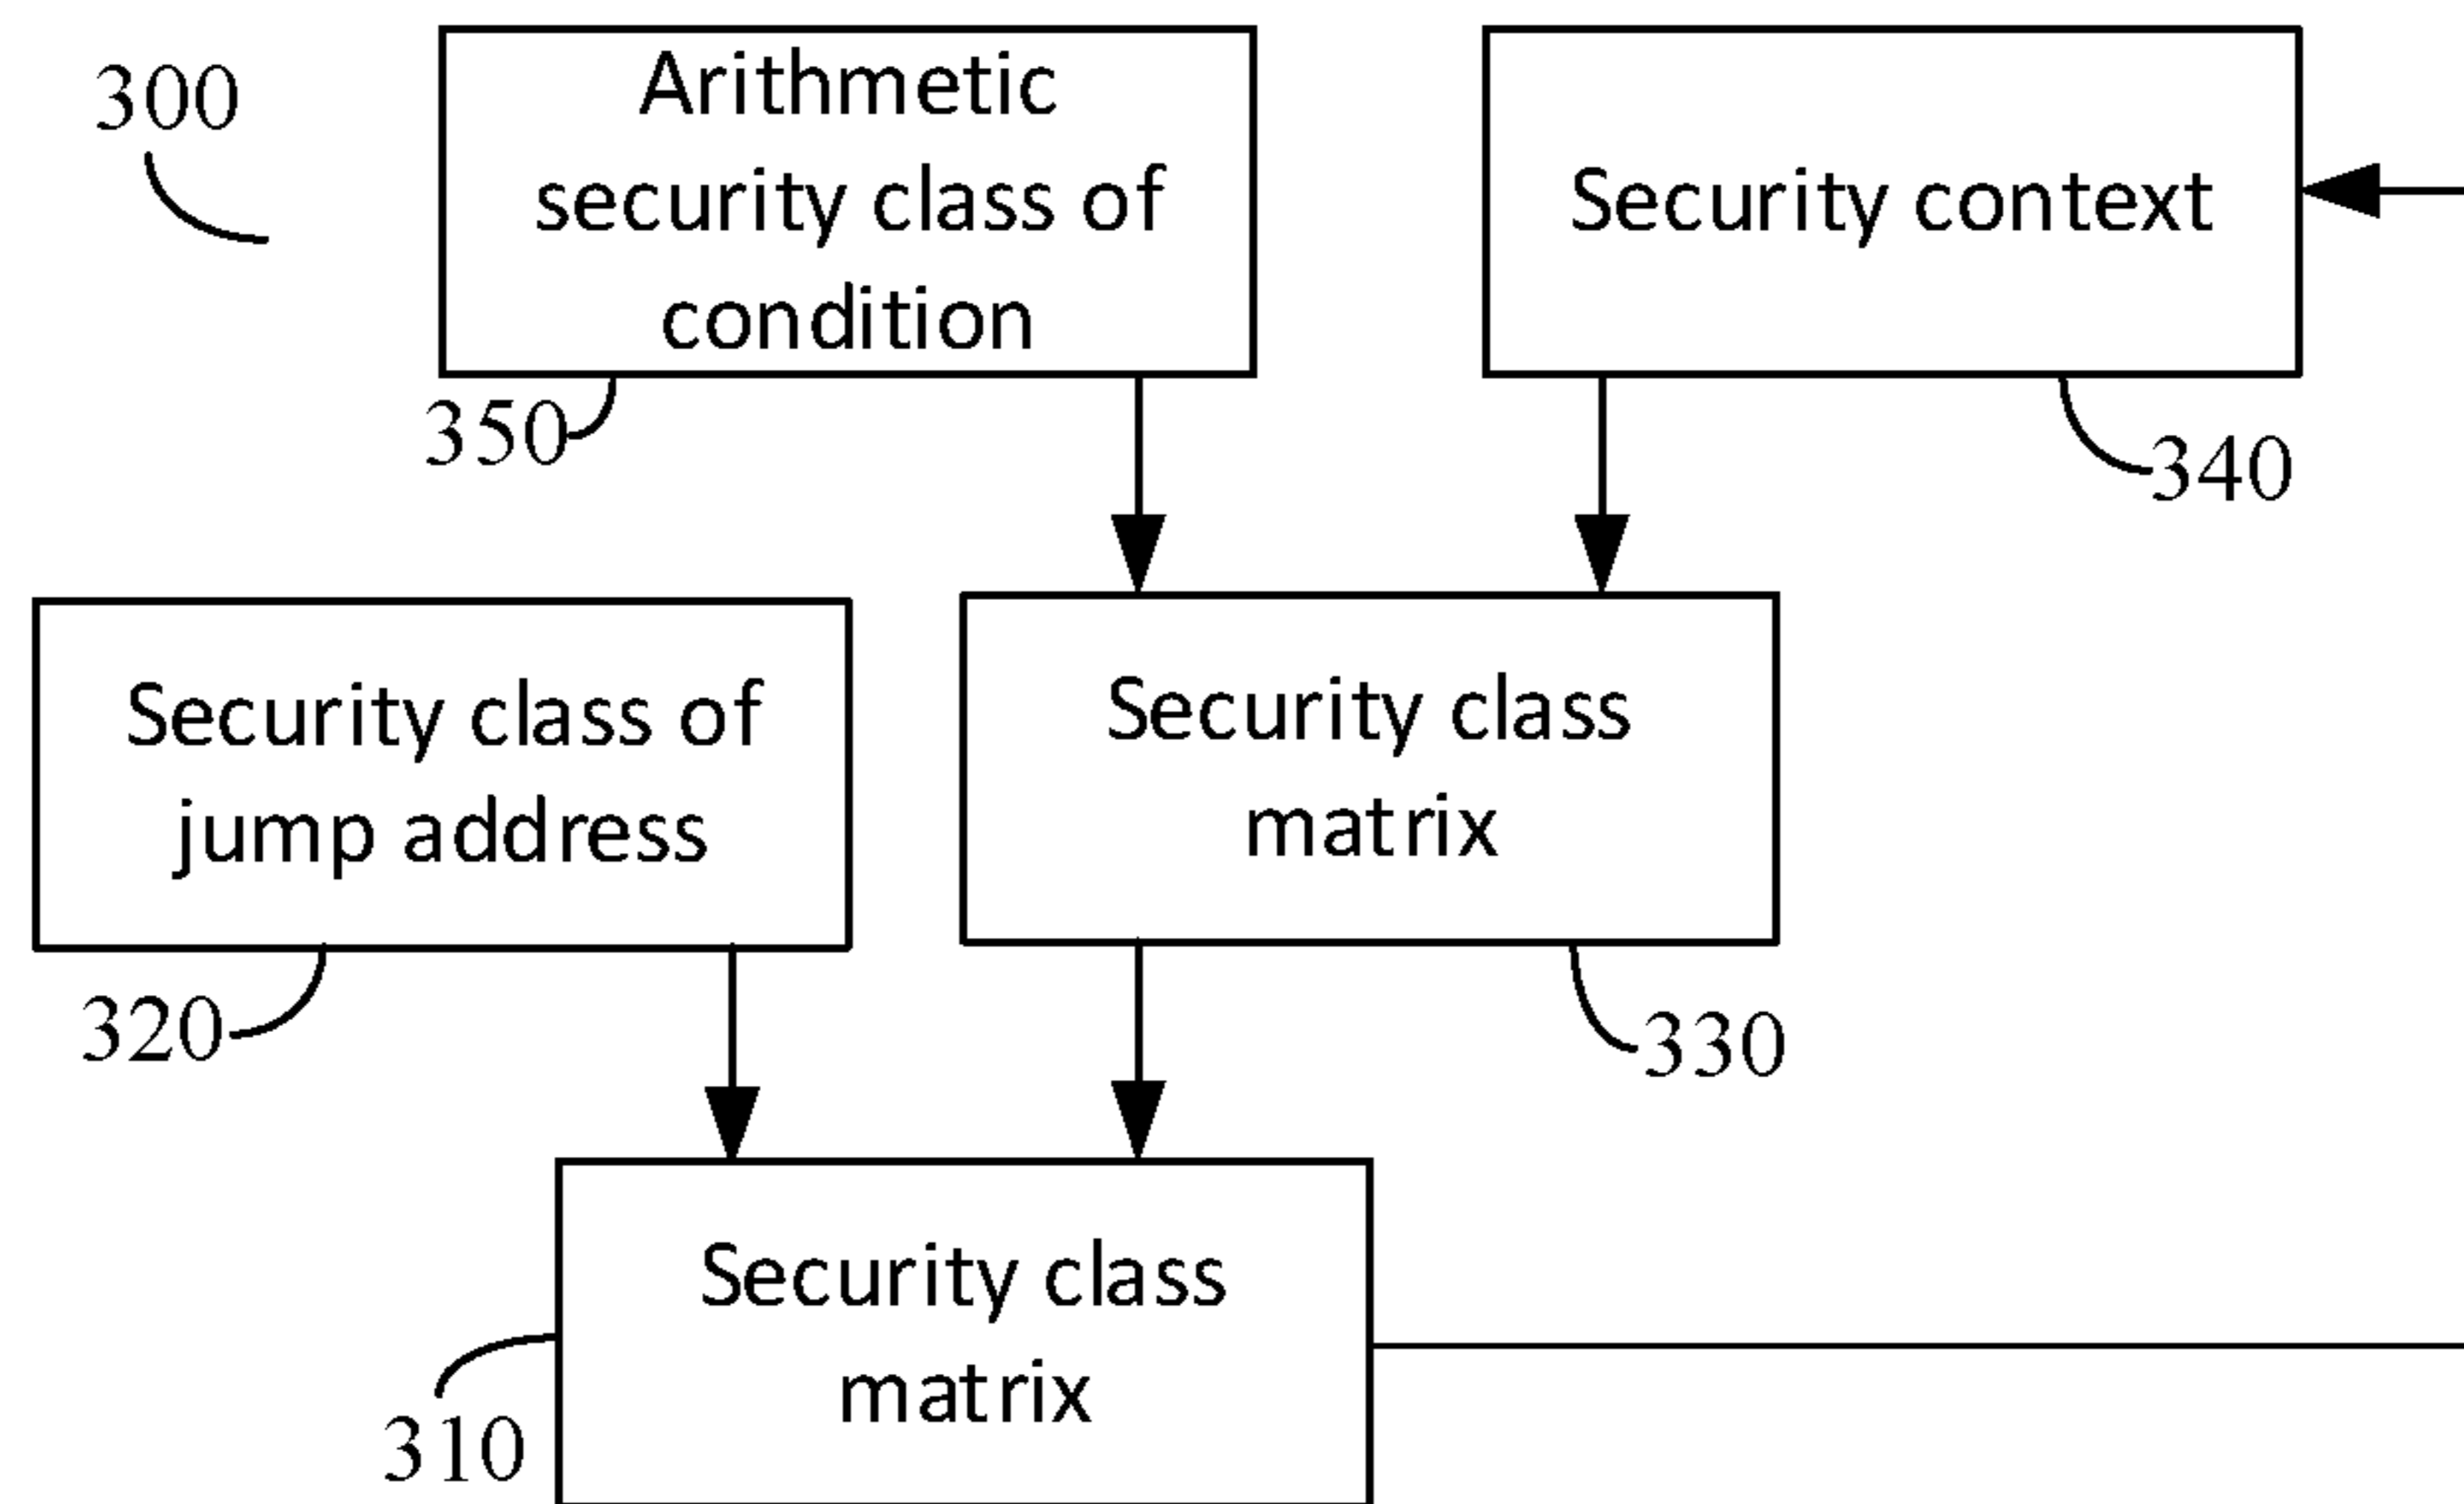 300
Arithmetic
security class of
condition
Security context
350
340
Security class of
jump address
Security class
matrix
320
330
Security class
matrix
310